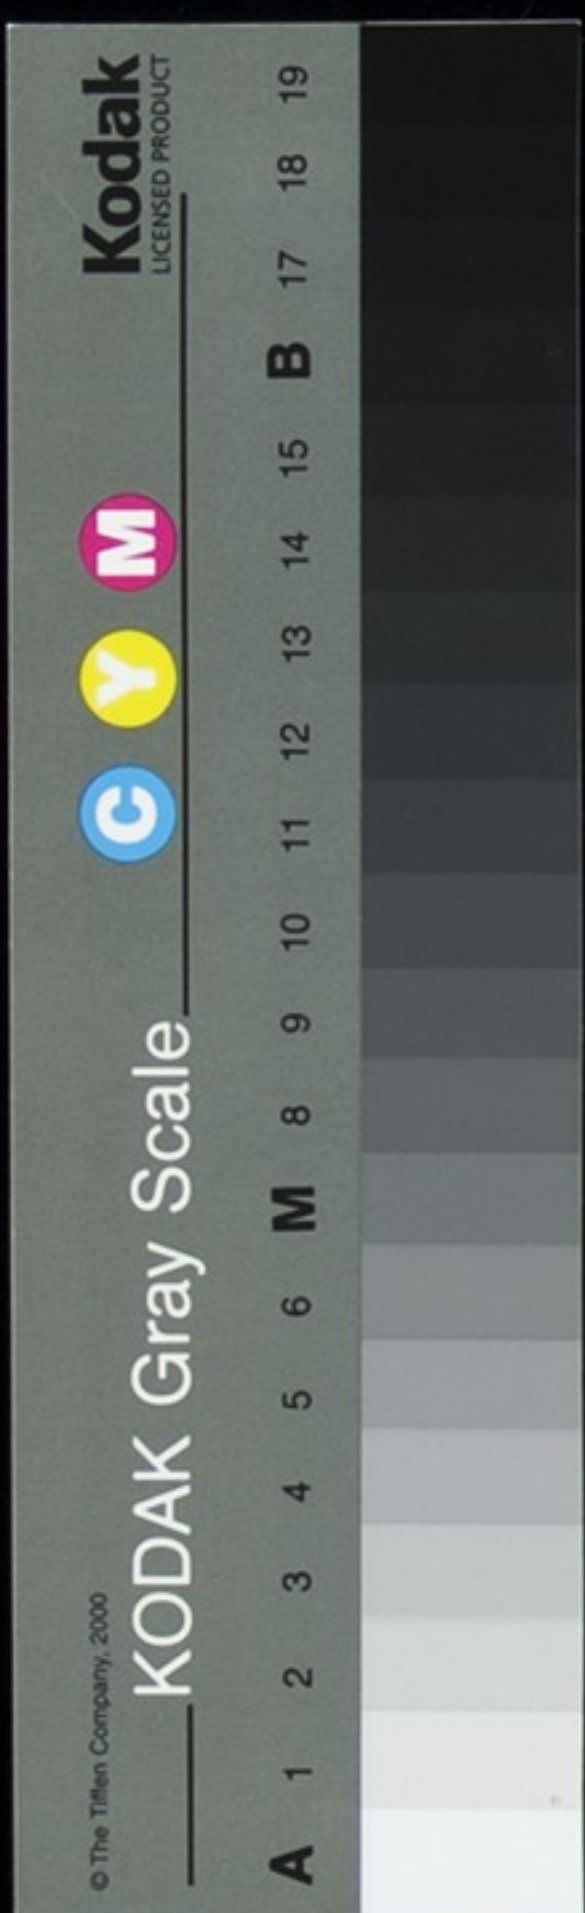 © The Tiffen Company, 2000
Kodak
LICENSED PRODUCT
KODAK Gray Scale
C Y M
A 1 2 3 4 5 6 M 8 9 10 11 12 13 14 15 B 17 18 19